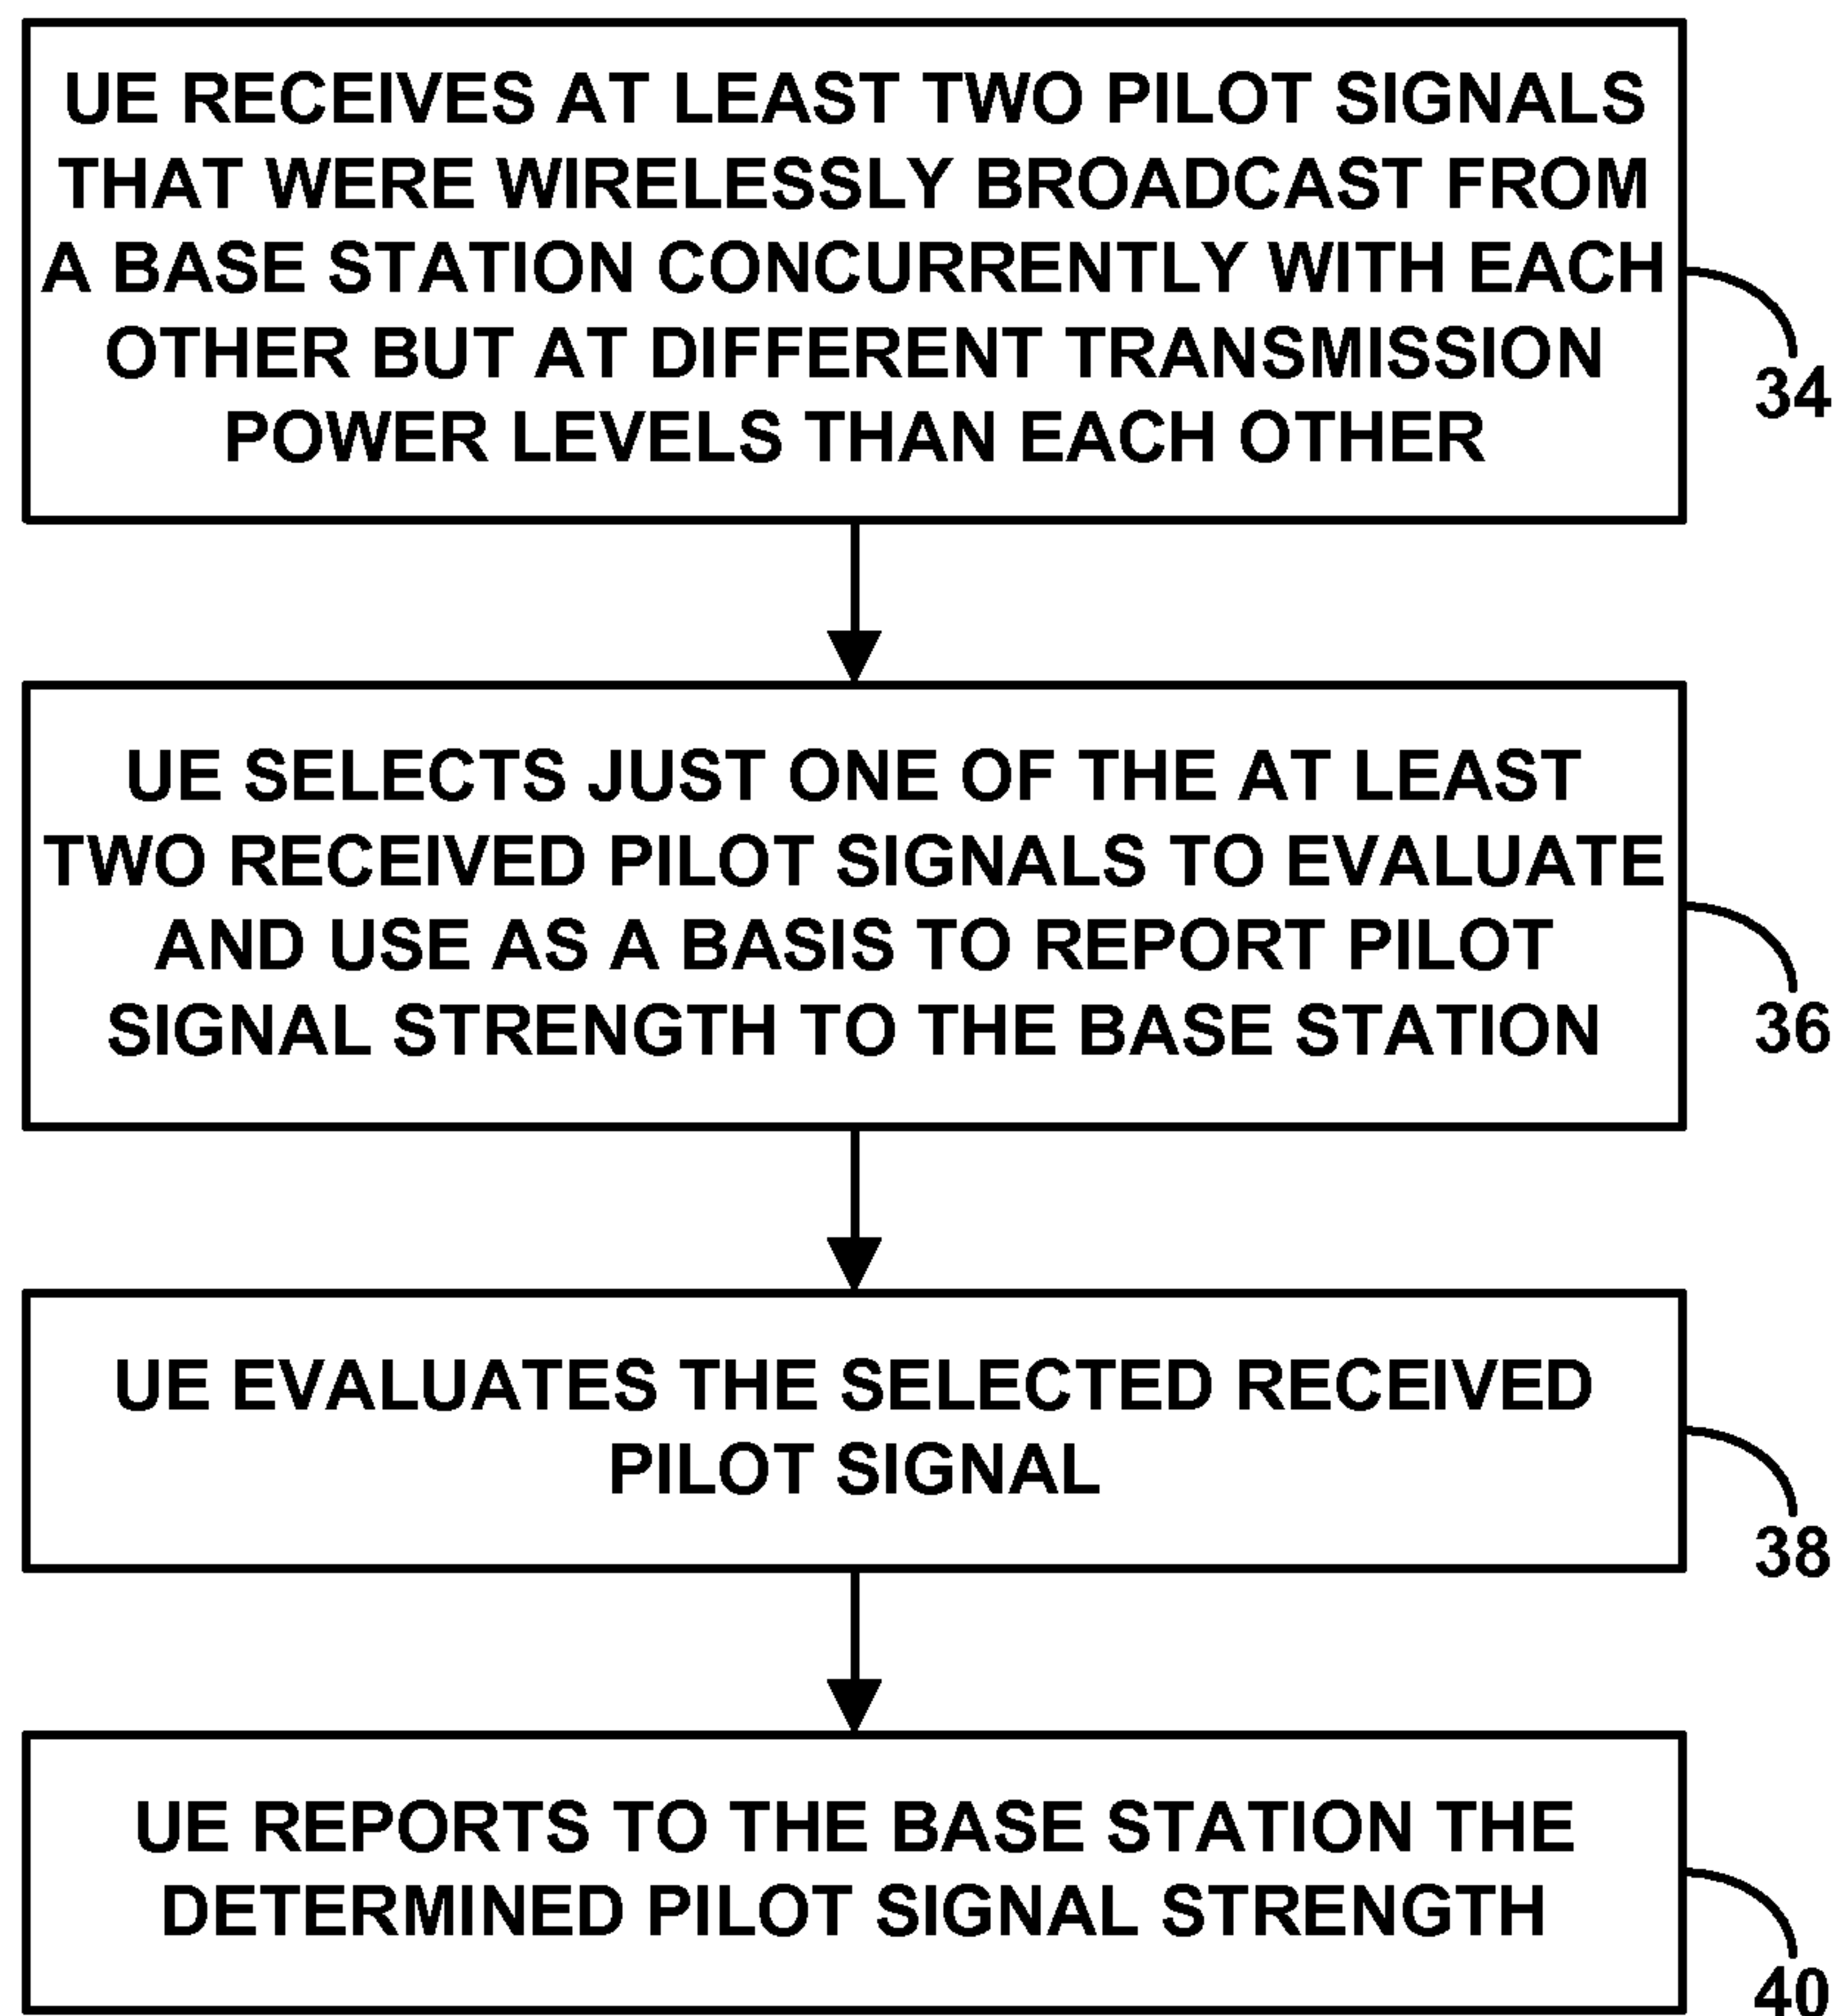 UE RECEIVES AT LEAST TWO PILOT SIGNALS
THAT WERE WIRELESSLY BROADCAST FROM
A BASE STATION CONCURRENTLY WITH EACH
OTHER BUT AT DIFFERENT TRANSMISSION
POWER LEVELS THAN EACH OTHER
34
UE SELECTS JUST ONE OF THE AT LEAST
TWO RECEIVED PILOT SIGNALS TO EVALUATE
AND USE AS A BASIS TO REPORT PILOT
SIGNAL STRENGTH TO THE BASE STATION
36
UE EVALUATES THE SELECTED RECEIVED
PILOT SIGNAL
38
UE REPORTS TO THE BASE STATION THE
DETERMINED PILOT SIGNAL STRENGTH
40